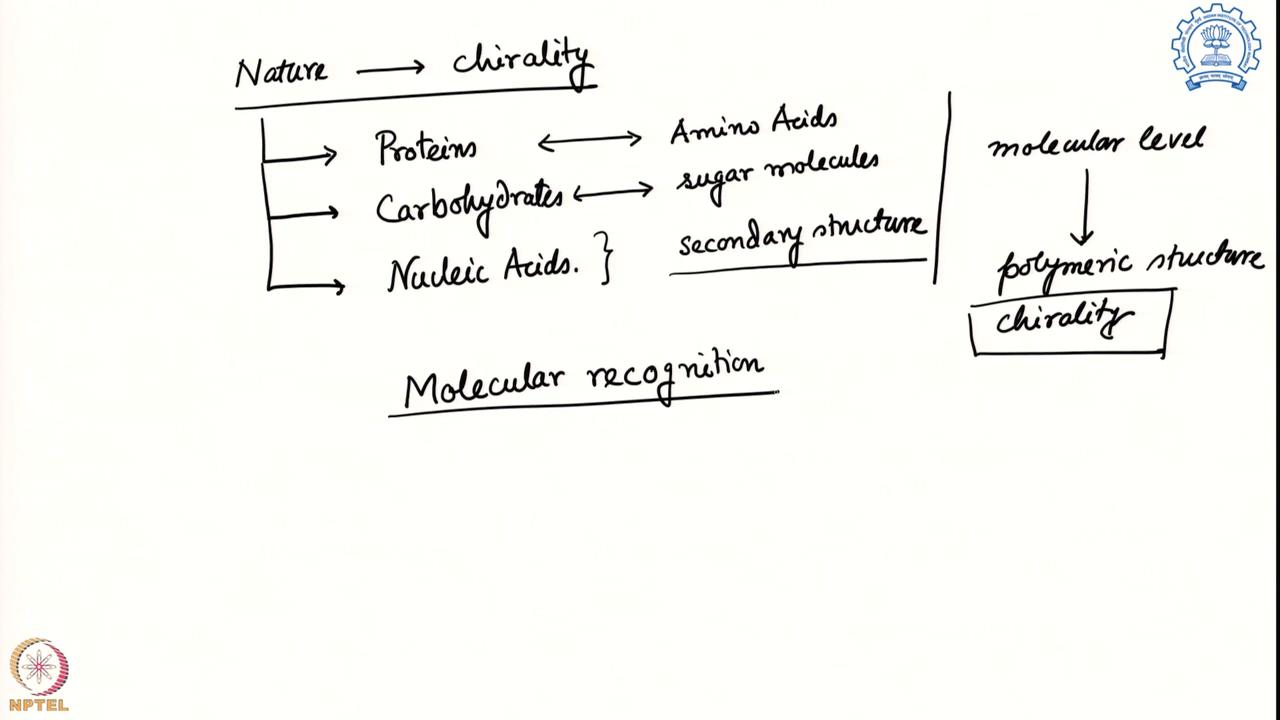 Nature → chirality
Proteins ↔ Amino Acids
Carbohydrates ↔ sugar molecules
Nucleic Acids. } secondary structure
molecular level
↓
polymeric structure
chirality
Molecular recognition
NPTEL